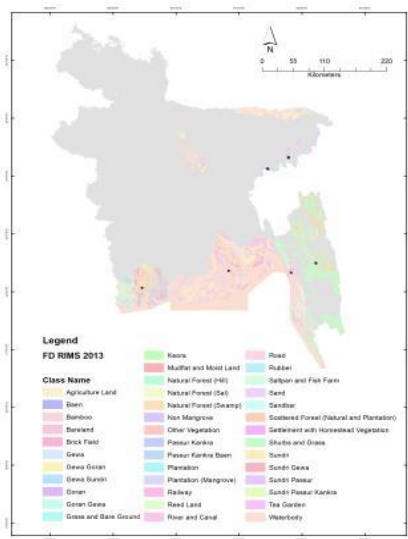 N
0 55 110 220
Kilometers
Legend
FD RIMS 2013
Class Name
Agriculture Land
Baen
Bamboo
Bareland
Brick Field
Gewa
Gewa Goran
Gewa Sundri
Goran
Goran Gewa
Grass and Bare Ground
Keora
Mudflat and Moist Land
Natural Forest (Hill)
Natural Forest (Sal)
Natural Forest (Swamp)
Non Mangrove
Other Vegetation
Passur Kankra
Passur Kankra Baen
Plantation
Plantation (Mangrove)
Railway
Reed Land
River and Canal
Road
Rubber
Saltpan and Fish Farm
Sand
Sandbar
Scattered Forest (Natural and Plantation)
Settlement with Homestead Vegetation
Shurbs and Grass
Sundri
Sundri Gewa
Sundri Passur
Sundri Passur Kankra
Tea Garden
Waterbody